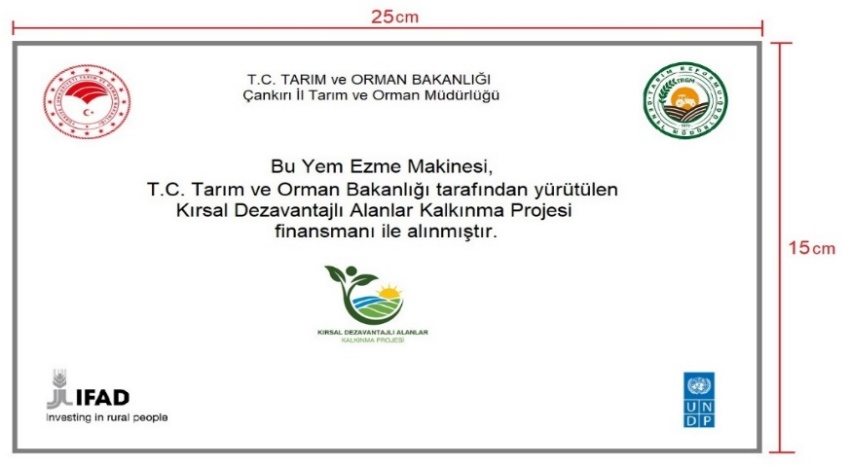 25cm
T.C. TARIM ve ORMAN BAKANLIĞI
Çankırı İl Tarım ve Orman Müdürlüğü
Bu Yem Ezme Makinesi,
T.C. Tarım ve Orman Bakanlığı tarafından yürütülen
Kırsal Dezavantajlı Alanlar Kalkınma Projesi
finansmanı ile alınmıştır.
15cm
KIRSAL DEZAVANTAJLI ALANLAR
KALKINMA PROJESİ
IFAD
Investing in rural people
UN
DP